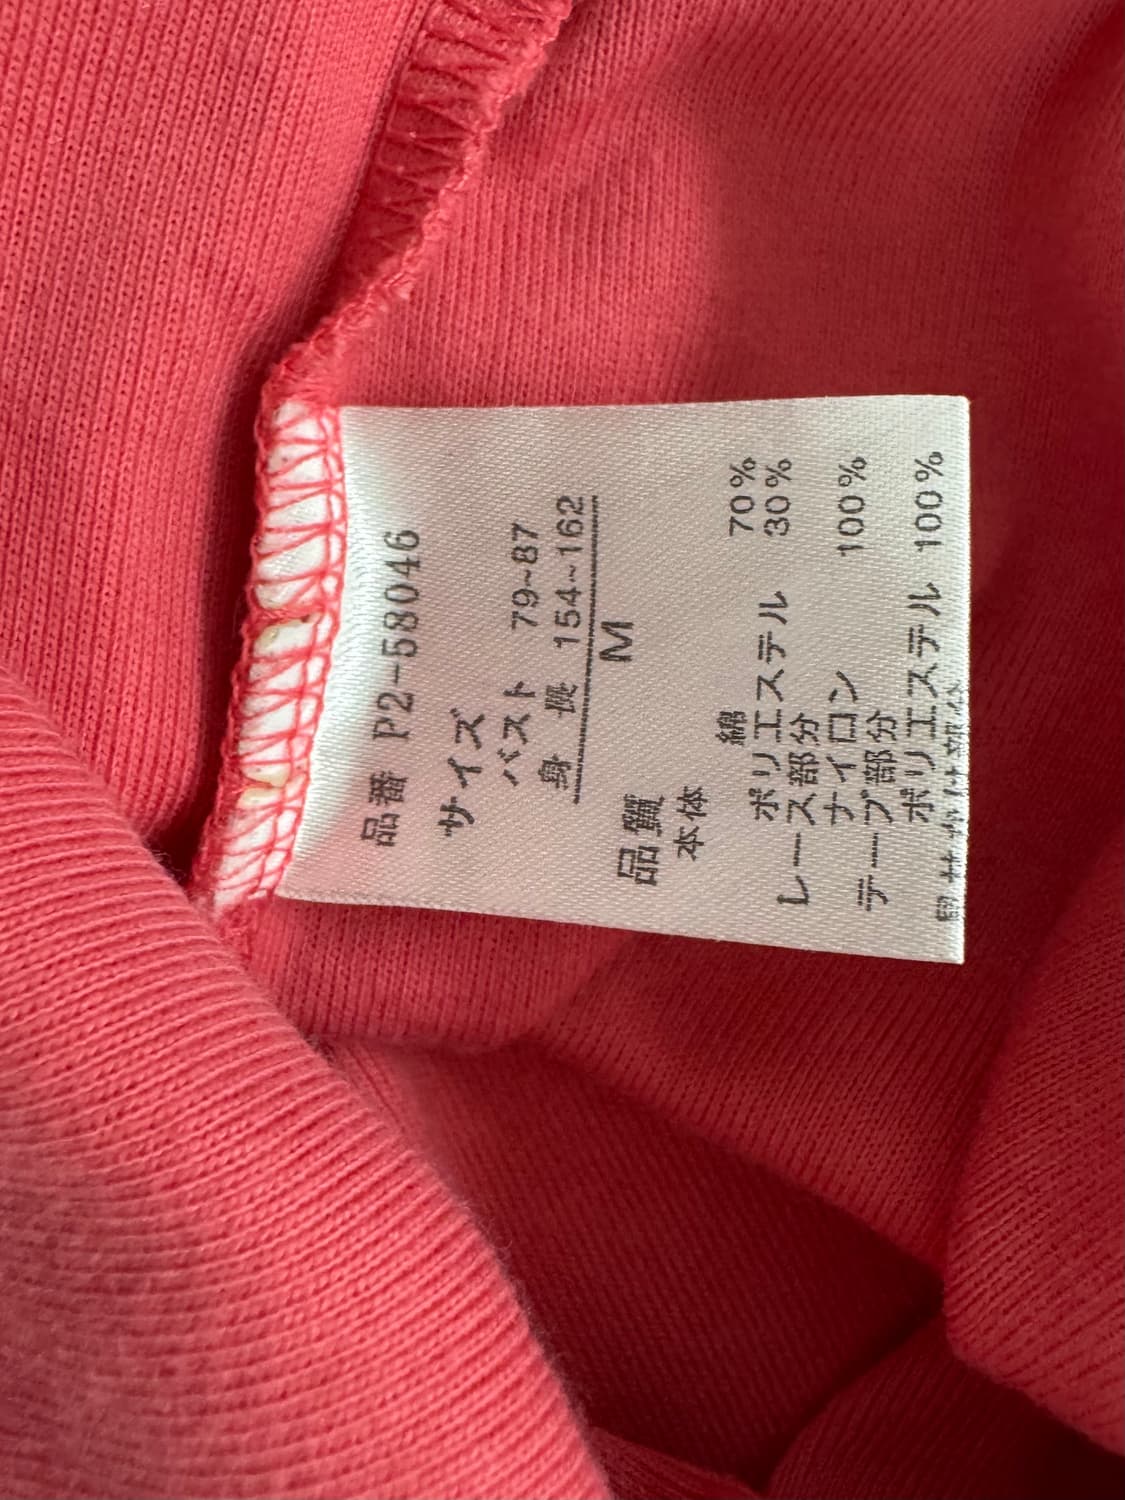 品番 P2-58046
サイズ
バスト 79~87
身 長 154~162
M
品質
本体
綿 70%
ポリエステル 30%
レース部分
ナイロン 100%
テープ部分
ポリエステル 100%